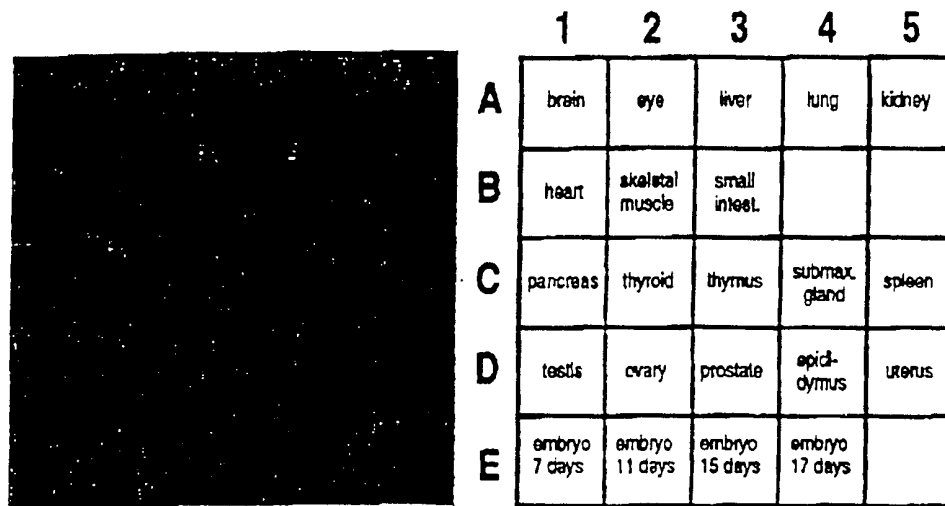 1 2 3 4 5
A brain eye liver lung kidney
B heart skeletal muscle small intest.
C pancreas thyroid thymus submax. gland spleen
D testis ovary prostate epidi-dymus uterus
E embryo 7 days embryo 11 days embryo 15 days embryo 17 days